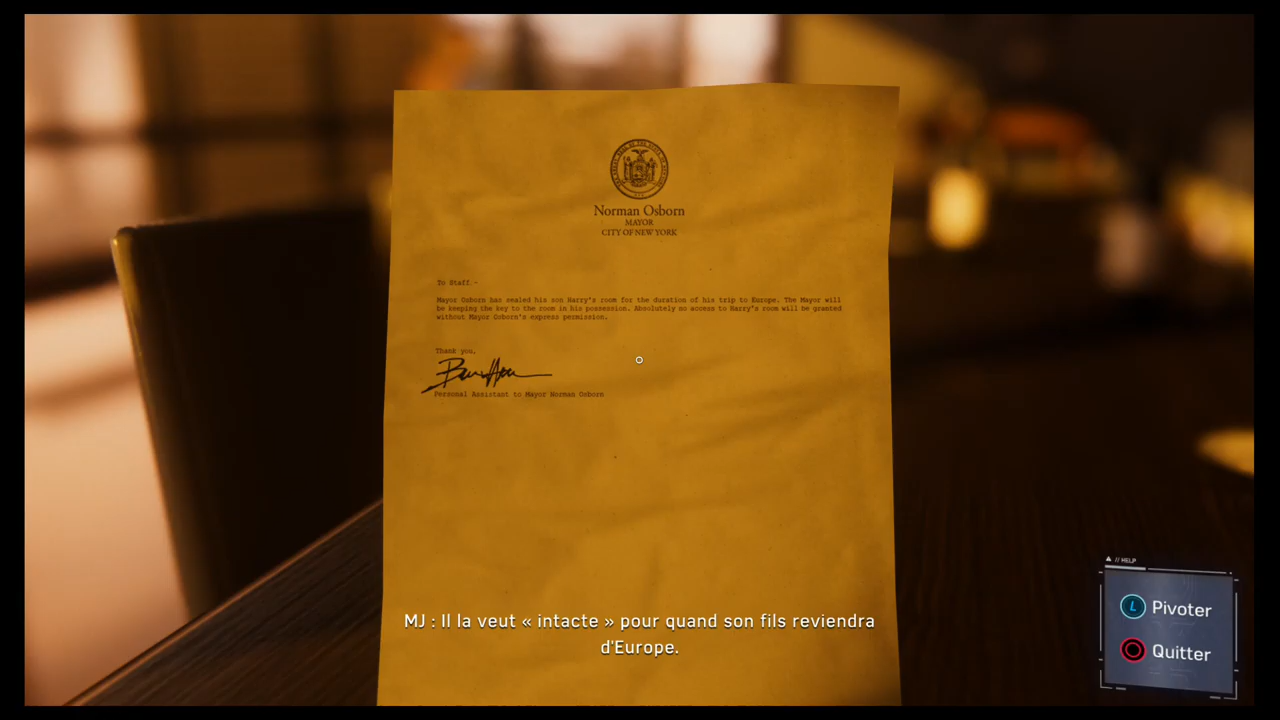 Norman Osborn
MAYOR
CITY OF NEW YORK
To Staff -
Mayor Osborn has sealed his son Harry's room for the duration of his trip to Europe. The Mayor will
be keeping the key to the room in his possession. Absolutely no access to Harry's room will be granted
without Mayor Osborn's express permission.
Thank you,
Personal Assistant to Mayor Norman Osborn
MJ : Il la veut « intacte » pour quand son fils reviendra
d'Europe.
// HELP
L Pivoter
Quitter